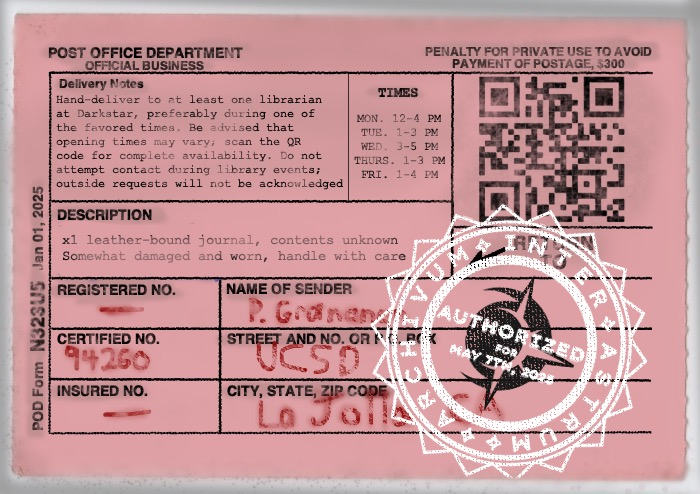 POST OFFICE DEPARTMENT
OFFICIAL BUSINESS
PENALTY FOR PRIVATE USE TO AVOID
PAYMENT OF POSTAGE, $300
Delivery Notes
Hand-deliver to at least one librarian
at Darkstar, preferably during one of
the favored times. Be advised that
opening times may vary; scan the QR
code for complete availability. Do not
attempt contact during library events;
outside requests will not be acknowledged
TIMES
MON. 12-4 PM
TUE. 1-3 PM
WED. 3-5 PM
THURS. 1-3 PM
FRI. 1-4 PM
DESCRIPTION
x1 leather-bound journal, contents unknown
Somewhat damaged and worn, handle with care
REGISTERED NO.
NAME OF SENDER
CERTIFIED NO.
94260
STREET AND NO. OR P.O. BOX
UCSD
INSURED NO.
CITY, STATE, ZIP CODE
La Jolla CA
POD Form N323U5 Jan 01, 2025
ARCHIVUM INTER ASTRUM
AUTHORIZED
FOR
MAY 7TH, 2025